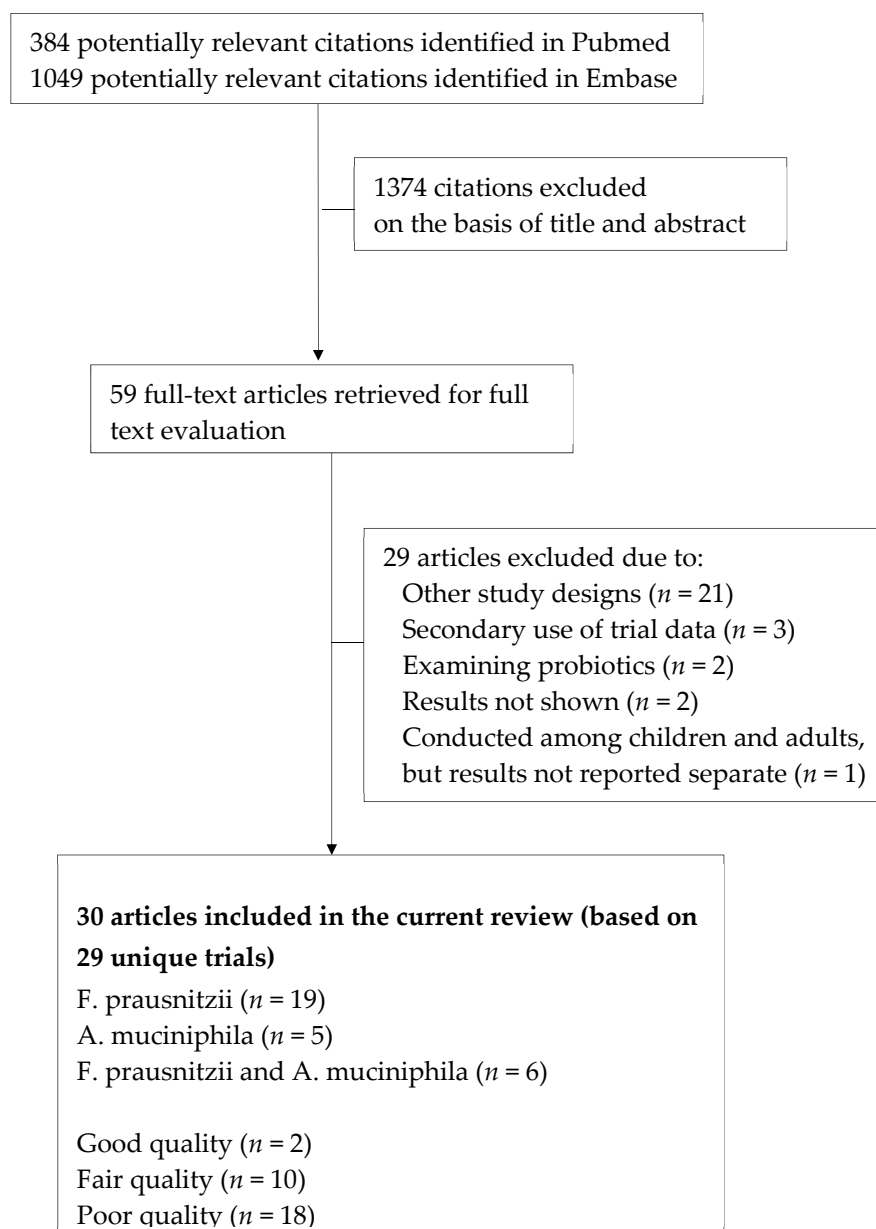 384 potentially relevant citations identified in Pubmed
1049 potentially relevant citations identified in Embase
1374 citations excluded
on the basis of title and abstract
59 full-text articles retrieved for full
text evaluation
29 articles excluded due to:
Other study designs (n = 21)
Secondary use of trial data (n = 3)
Examining probiotics (n = 2)
Results not shown (n = 2)
Conducted among children and adults,
but results not reported separate (n = 1)
30 articles included in the current review (based on
29 unique trials)
F. prausnitzii (n = 19)
A. muciniphila (n = 5)
F. prausnitzii and A. muciniphila (n = 6)
Good quality (n = 2)
Fair quality (n = 10)
Poor quality (n = 18)